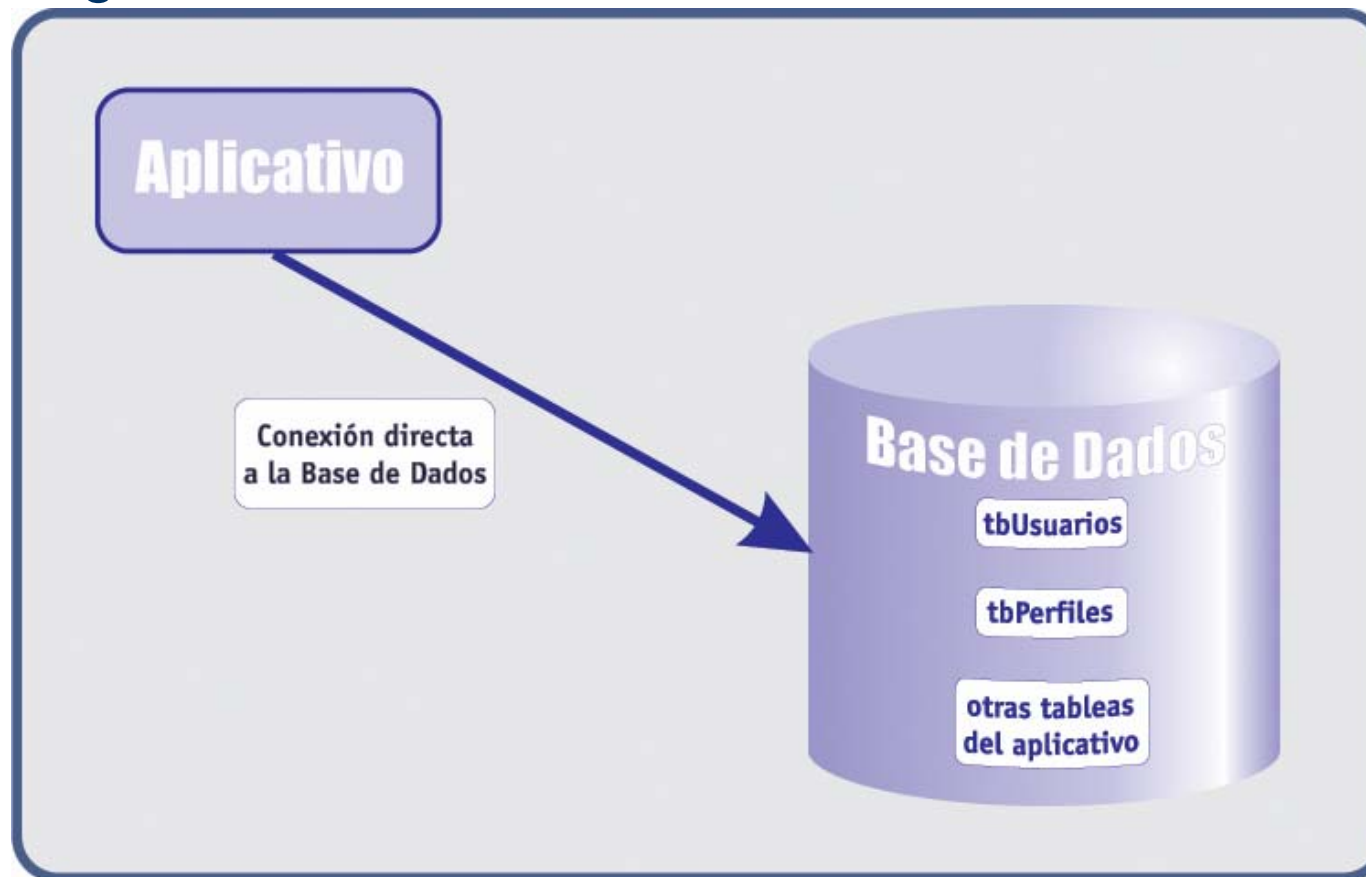 Aplicativo
Conexión directa
a la Base de Dados
Base de Dados
tbUsuarios
tbPerfiles
otras tableas
del aplicativo